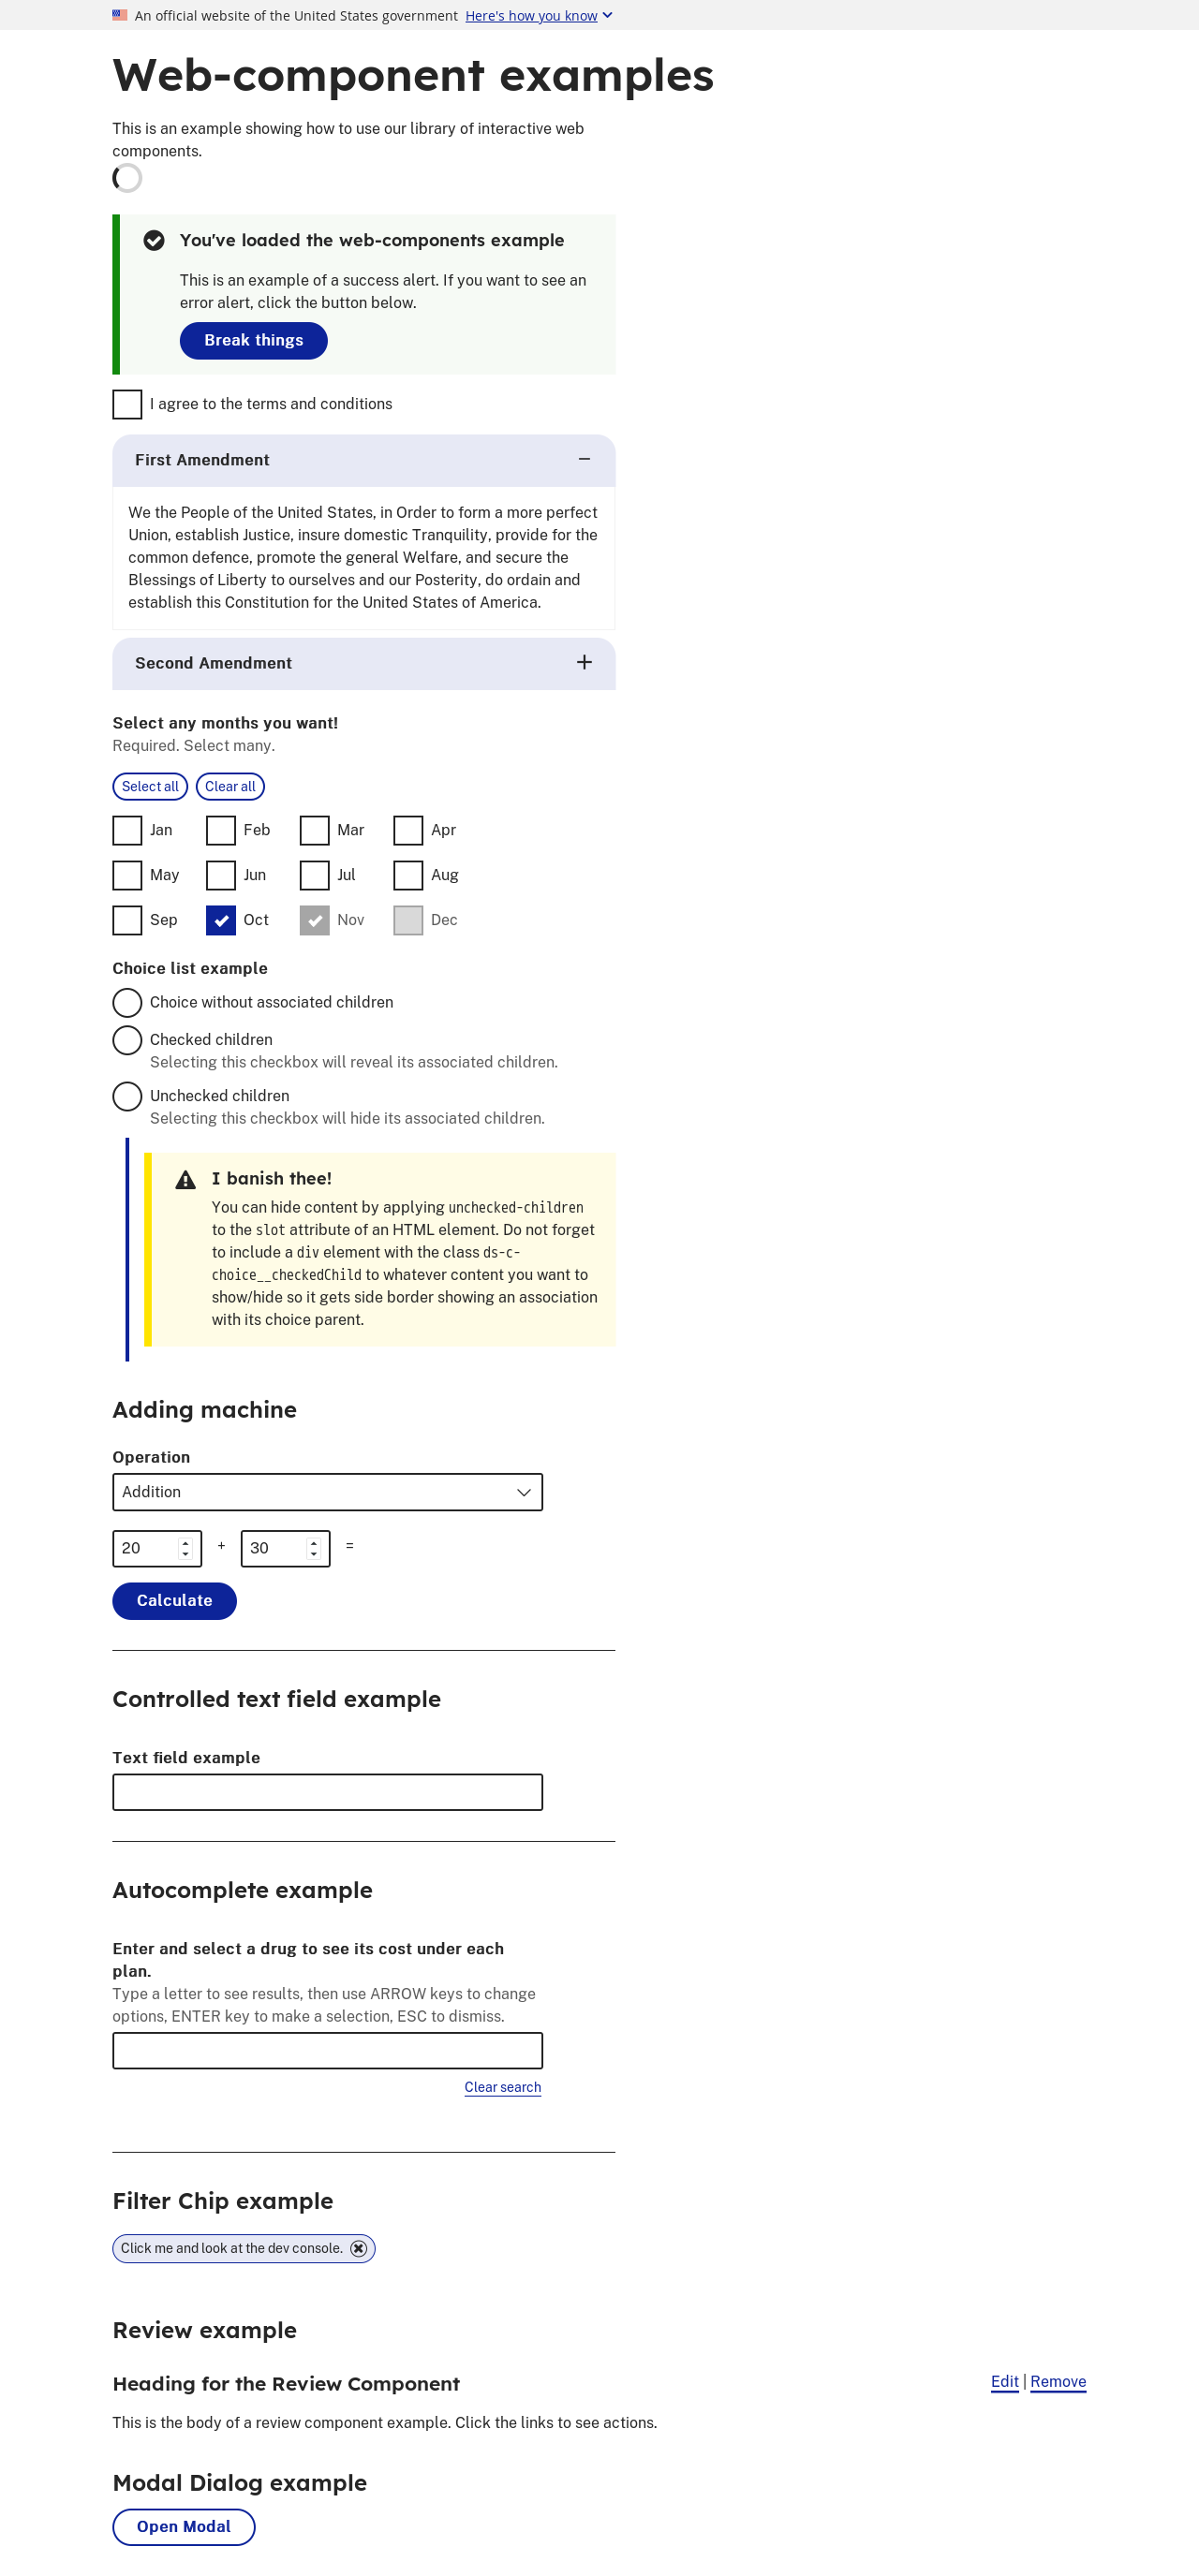 An official website of the United States government Here's how you know
Web-component examples
This is an example showing how to use our library of interactive web
components.
You've loaded the web-components example
This is an example of a success alert. If you want to see an
error alert, click the button below.
Break things
I agree to the terms and conditions
First Amendment
We the People of the United States, in Order to form a more perfect
Union, establish Justice, insure domestic Tranquility, provide for the
common defence, promote the general Welfare, and secure the
Blessings of Liberty to ourselves and our Posterity, do ordain and
establish this Constitution for the United States of America.
Second Amendment
Select any months you want!
Required. Select many.
Select all Clear all
Jan Feb Mar Apr
May Jun Jul Aug
Sep Oct Nov Dec
Choice list example
Choice without associated children
Checked children
Selecting this checkbox will reveal its associated children.
Unchecked children
Selecting this checkbox will hide its associated children.
I banish thee!
You can hide content by applying unchecked-children
to the slot attribute of an HTML element. Do not forget
to include a div element with the class ds-c-
choice__checkedChild to whatever content you want to
show/hide so it gets side border showing an association
with its choice parent.
Adding machine
Operation
Addition
20 + 30 =
Calculate
Controlled text field example
Text field example
Autocomplete example
Enter and select a drug to see its cost under each
plan.
Type a letter to see results, then use ARROW keys to change
options, ENTER key to make a selection, ESC to dismiss.
Clear search
Filter Chip example
Click me and look at the dev console.
Review example
Heading for the Review Component
Edit | Remove
This is the body of a review component example. Click the links to see actions.
Modal Dialog example
Open Modal